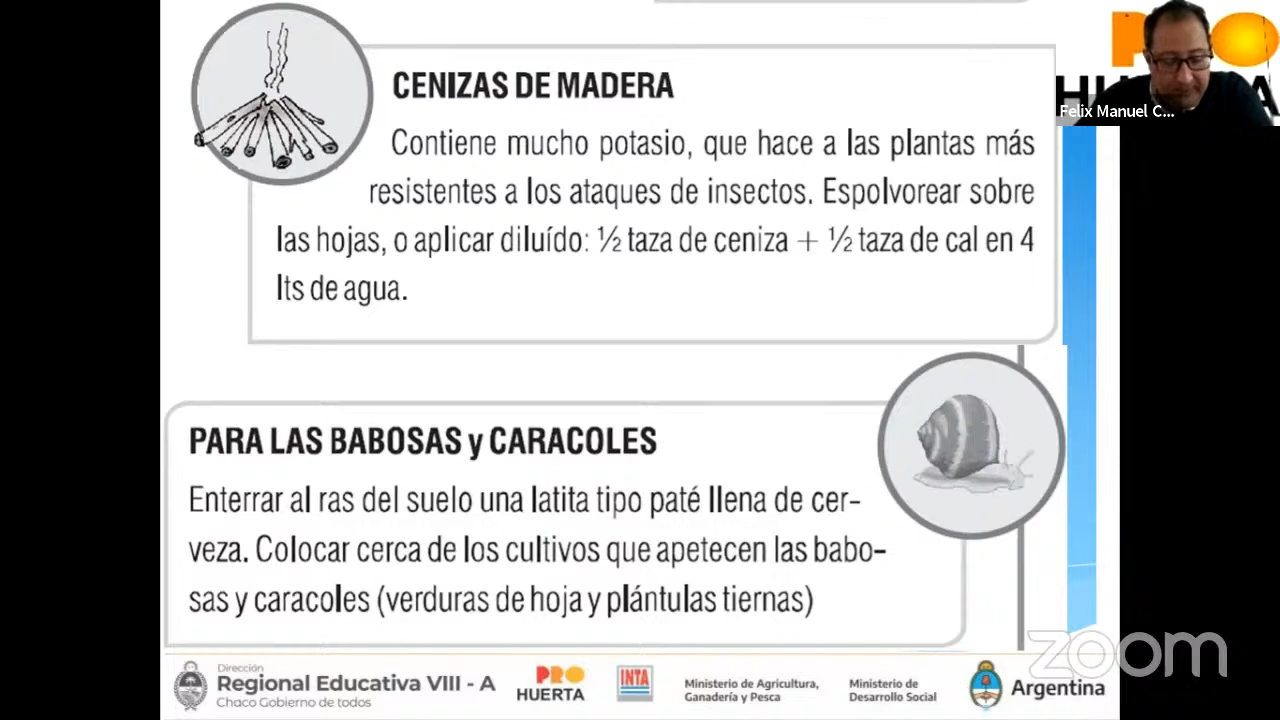 CENIZAS DE MADERA
Contiene mucho potasio, que hace a las plantas más
resistentes a los ataques de insectos. Espolvorear sobre
las hojas, o aplicar diluído: ½ taza de ceniza + ½ taza de cal en 4
lts de agua.
PARA LAS BABOSAS y CARACOLES
Enterrar al ras del suelo una latita tipo paté llena de cer-
veza. Colocar cerca de los cultivos que apetecen las babo-
sas y caracoles (verduras de hoja y plántulas tiernas)
Felix Manuel C...
Dirección
Regional Educativa VIII - A
Chaco Gobierno de todos
PRO
HUERTA
INTA
Ministerio de Agricultura,
Ganadería y Pesca
Ministerio de
Desarrollo Social
Argentina
zoom